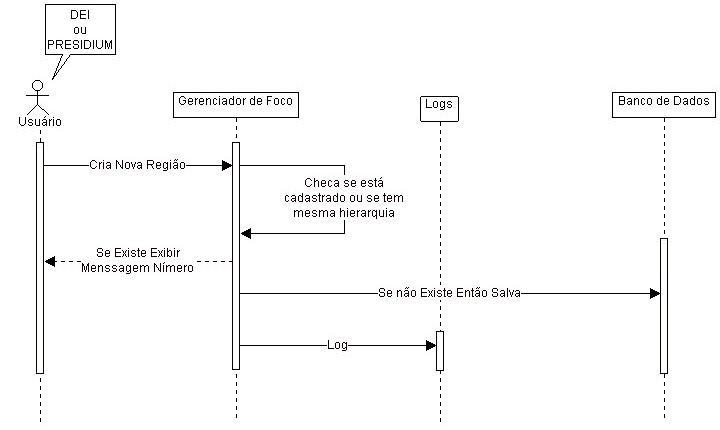 DEI
ou
PRESIDIUM
Usuário
Gerenciador de Foco
Logs
Banco de Dados
Cria Nova Região
Checa se está
cadastrado ou se tem
mesma hierarquia
Se Existe Exibir
Menssagem Nímero
Se não Existe Então Salva
Log